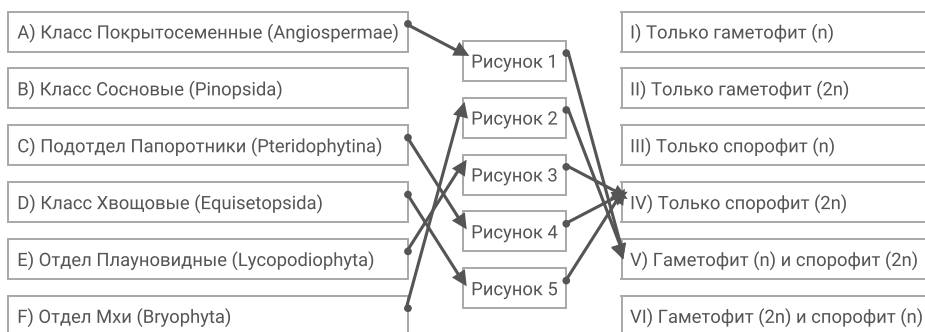 A) Класс Покрытосеменные (Angiospermae)
B) Класс Сосновые (Pinopsida)
C) Подотдел Папоротники (Pteridophytina)
D) Класс Хвощовые (Equisetopsida)
E) Отдел Плауновидные (Lycopodiophyta)
F) Отдел Мхи (Bryophyta)
Рисунок 1
Рисунок 2
Рисунок 3
Рисунок 4
Рисунок 5
I) Только гаметофит (n)
II) Только гаметофит (2n)
III) Только спорофит (n)
IV) Только спорофит (2n)
V) Гаметофит (n) и спорофит (2n)
VI) Гаметофит (2n) и спорофит (n)